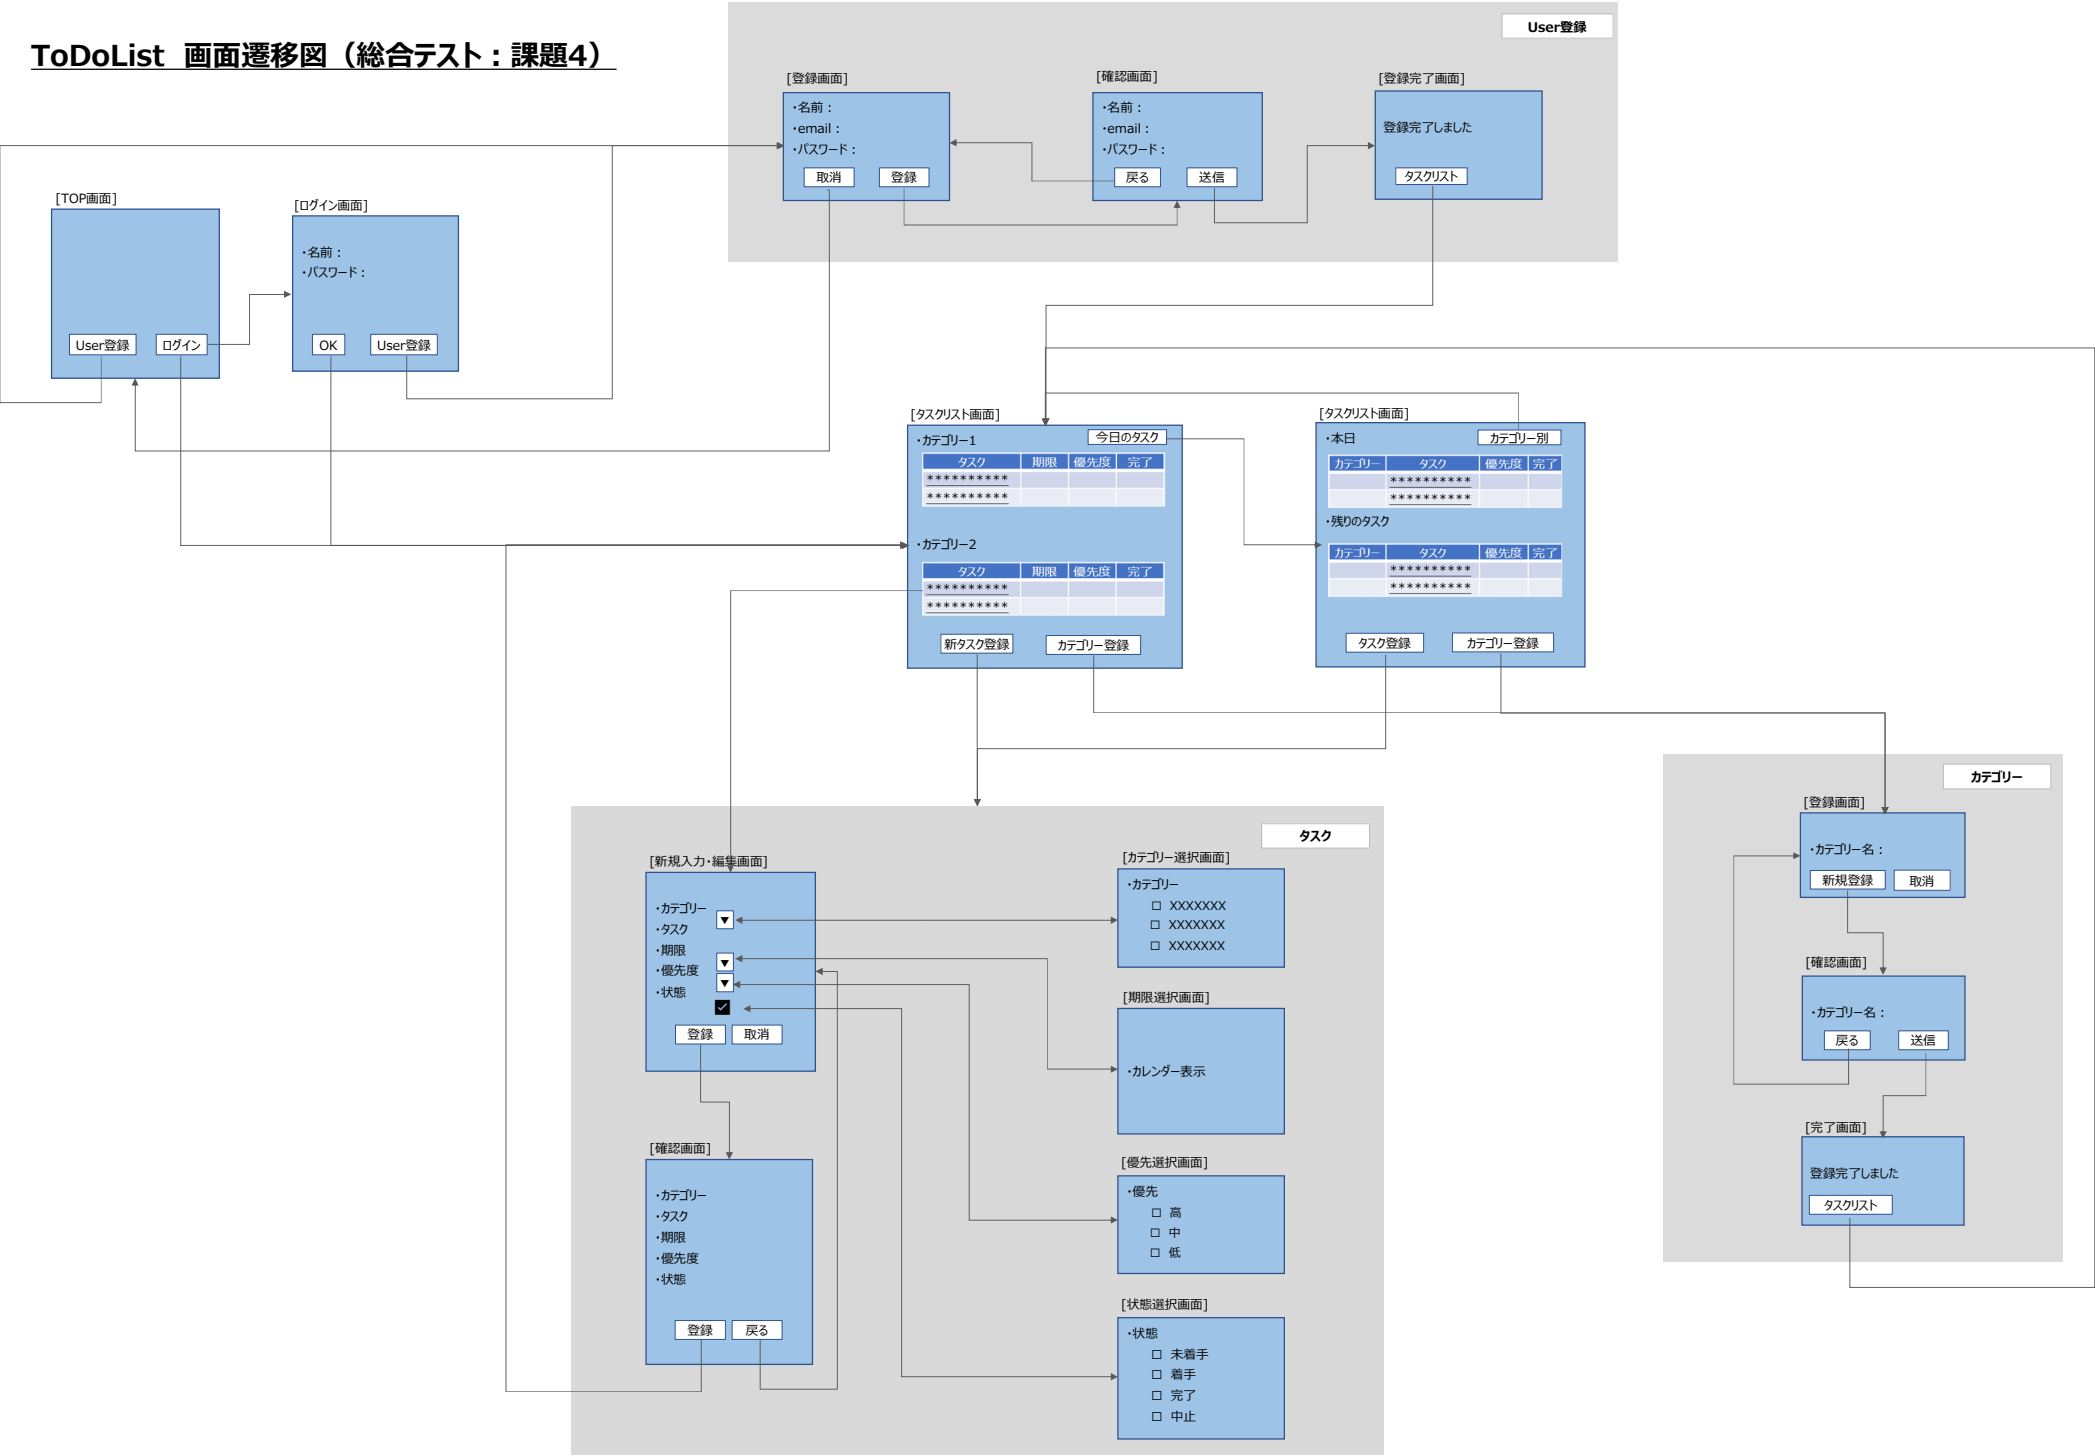 ToDoList 画面遷移図（総合テスト：課題4）
User登録
[登録画面]
・名前：
・email：
・パスワード：
取消
登録
[確認画面]
・名前：
・email：
・パスワード：
戻る
送信
[登録完了画面]
登録完了しました
タスクリスト
[TOP画面]
User登録
ログイン
[ログイン画面]
・名前：
・パスワード：
OK
User登録
[タスクリスト画面]
・カテゴリー1
今日のタスク
タスク 期限 優先度 完了
**********
**********
・カテゴリー2
タスク 期限 優先度 完了
**********
**********
新タスク登録
カテゴリー登録
[タスクリスト画面]
・本日
カテゴリー別
カテゴリー タスク 優先度 完了
**********
**********
・残りのタスク
カテゴリー タスク 優先度 完了
**********
**********
タスク登録
カテゴリー登録
タスク
[新規入力・編集画面]
・カテゴリー
▼
・タスク
・期限
▼
・優先度
▼
・状態
登録
取消
[確認画面]
・カテゴリー
・タスク
・期限
・優先度
・状態
登録
戻る
[カテゴリー選択画面]
・カテゴリー
□ XXXXXXX
□ XXXXXXX
□ XXXXXXX
[期限選択画面]
・カレンダー表示
[優先選択画面]
・優先
□ 高
□ 中
□ 低
[状態選択画面]
・状態
□ 未着手
□ 着手
□ 完了
□ 中止
カテゴリー
[登録画面]
・カテゴリー名：
新規登録
取消
[確認画面]
・カテゴリー名：
戻る
送信
[完了画面]
登録完了しました
タスクリスト